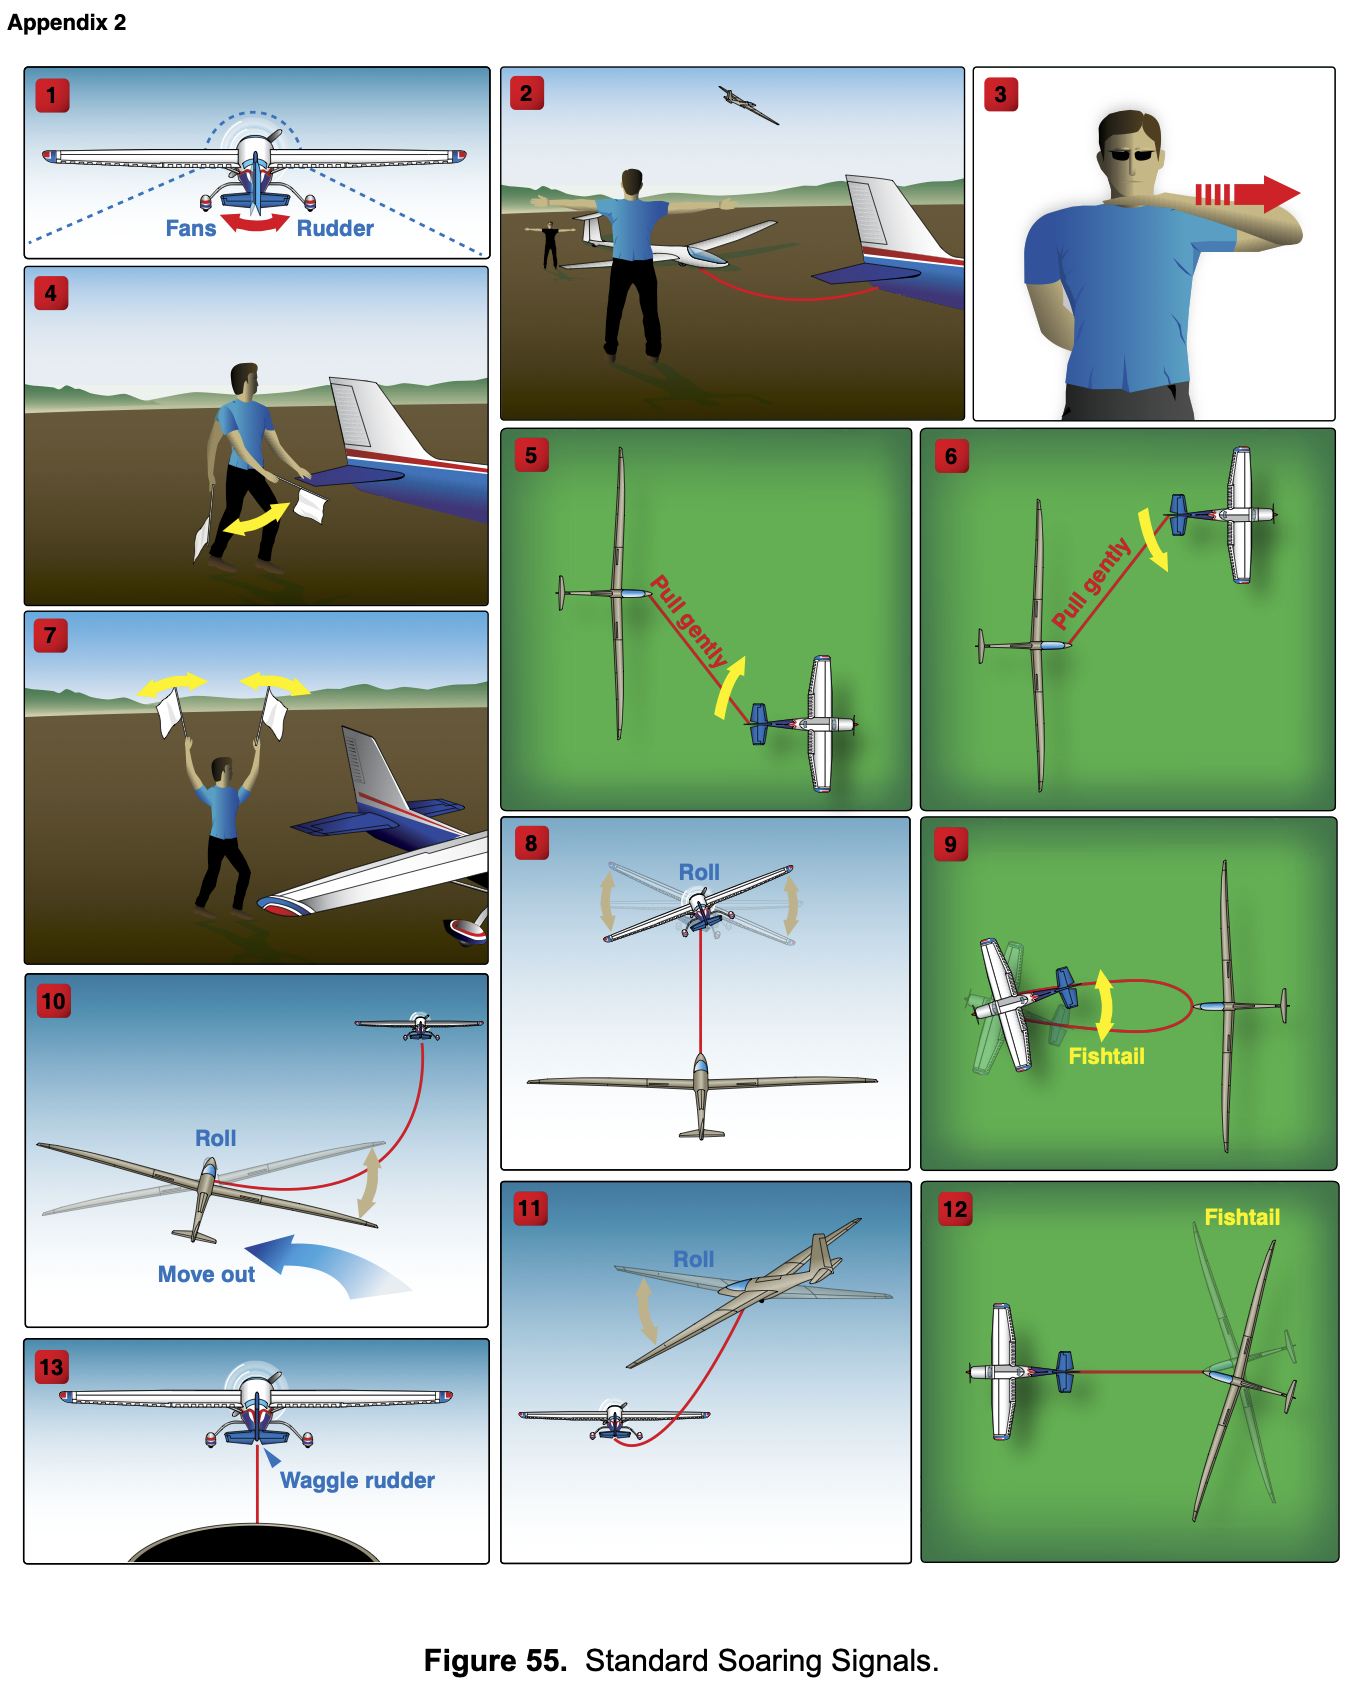 Appendix 2
1
Fans Rudder
2
3
4
5
Pull gently
6
Pull gently
7
8
Roll
9
Fishtail
10
Roll
Move out
11
Roll
12
Fishtail
13
Waggle rudder
Figure 55. Standard Soaring Signals.